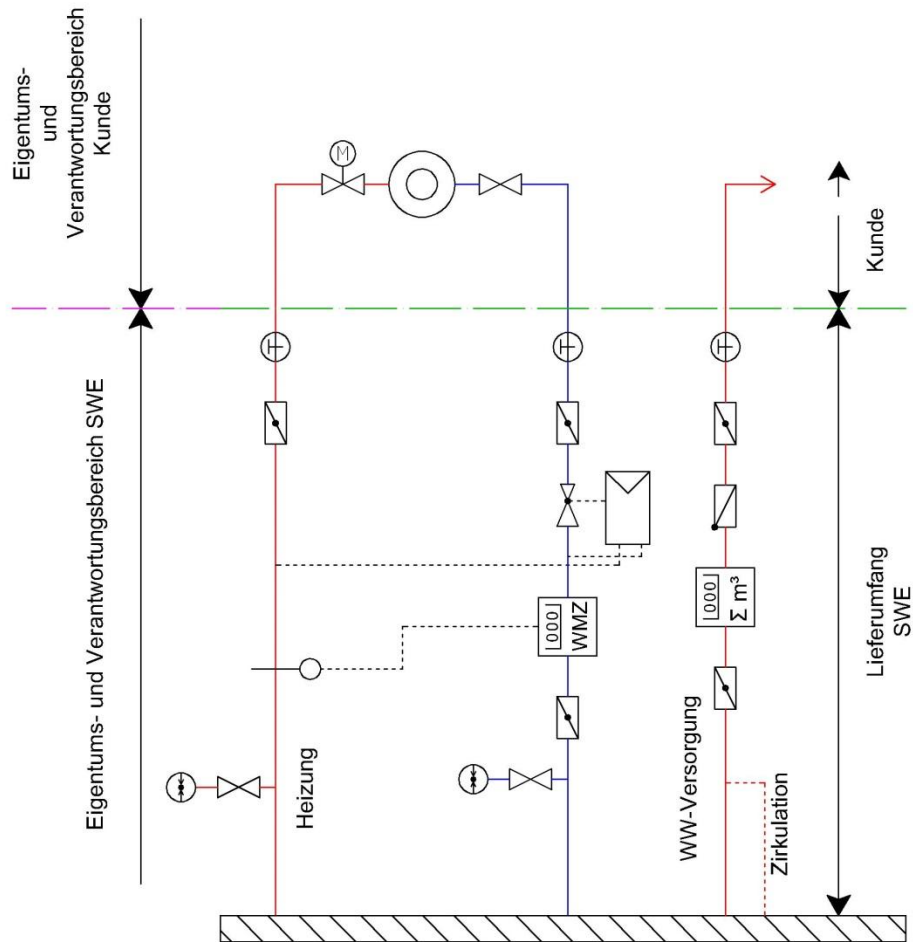 Eigentums- und Verantwortungsbereich SWE
Eigentums-
und
Verantwortungsbereich
Kunde
M
Heizung
T
000
WMZ
T
WW-Versorgung
Zirkulation
000
Σ m³
T
Lieferumfang
SWE
Kunde